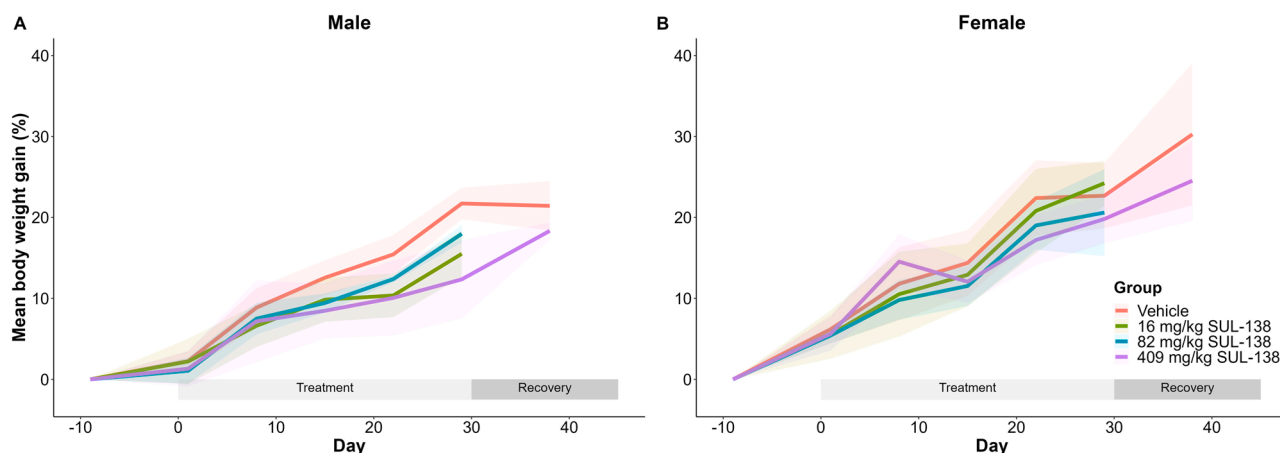 A
Male
Mean body weight gain (%)
40
30
20
10
0
Treatment
Recovery
-10
0
10
20
30
40
Day
B
Female
40
30
20
10
0
Group
Vehicle
16 mg/kg SUL-138
82 mg/kg SUL-138
409 mg/kg SUL-138
Treatment
Recovery
-10
0
10
20
30
40
Day